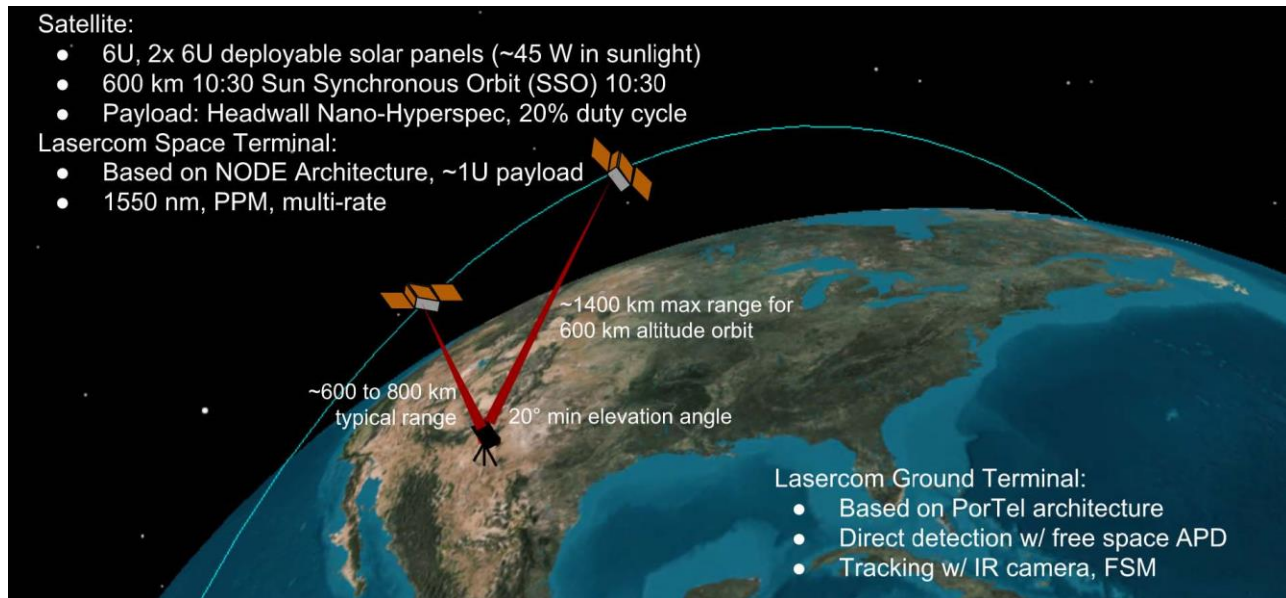 Satellite:
● 6U, 2x 6U deployable solar panels (~45 W in sunlight)
● 600 km 10:30 Sun Synchronous Orbit (SSO) 10:30
● Payload: Headwall Nano-Hyperspec, 20% duty cycle
Lasercom Space Terminal:
● Based on NODE Architecture, ~1U payload
● 1550 nm, PPM, multi-rate
~1400 km max range for
600 km altitude orbit
~600 to 800 km
typical range
20° min elevation angle
Lasercom Ground Terminal:
● Based on PorTel architecture
● Direct detection w/ free space APD
● Tracking w/ IR camera, FSM